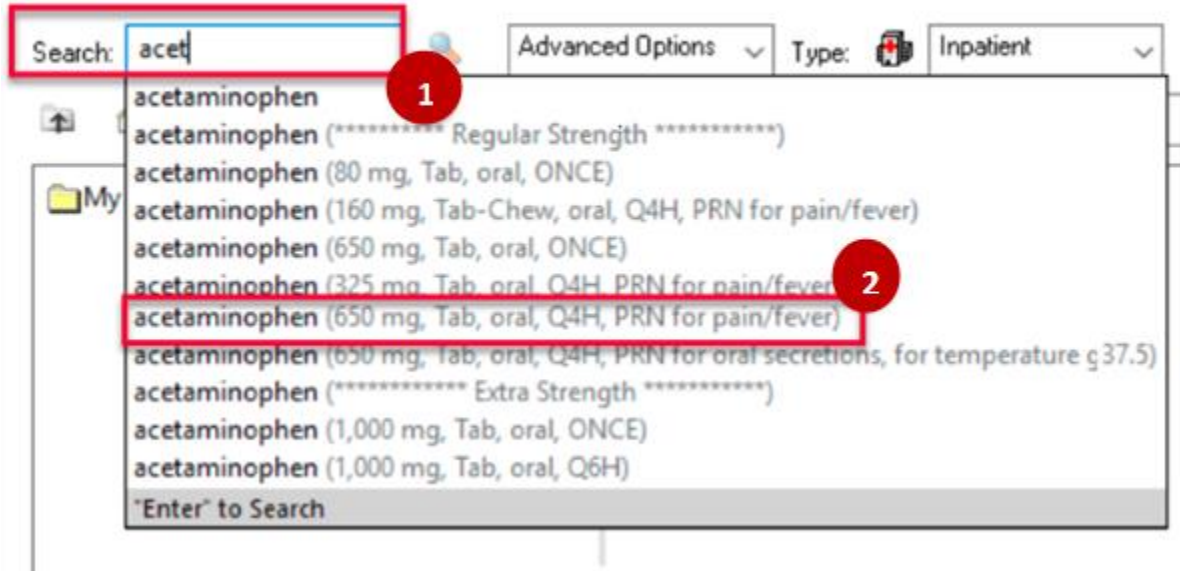 Search: acet Advanced Options Type: Inpatient
1
acetaminophen
acetaminophen (********** Regular Strength ***********)
acetaminophen (80 mg, Tab, oral, ONCE)
My
acetaminophen (160 mg, Tab-Chew, oral, Q4H, PRN for pain/fever)
acetaminophen (650 mg, Tab, oral, ONCE)
acetaminophen (325 mg, Tab, oral, Q4H, PRN for pain/fever
2
acetaminophen (650 mg, Tab, oral, Q4H, PRN for pain/fever)
acetaminophen (650 mg, Tab, oral, Q4H, PRN for oral secretions, for temperature g 37.5)
acetaminophen (************ Extra Strength ***********)
acetaminophen (1,000 mg, Tab, oral, ONCE)
acetaminophen (1,000 mg, Tab, oral, Q6H)
"Enter" to Search